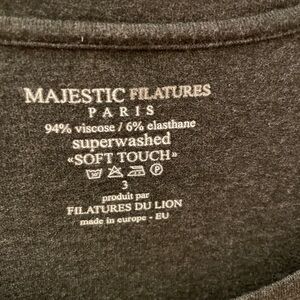 MAJESTIC FILATURES
PARIS
94% viscose / 6% elasthane
superwashed
«SOFT TOUCH»
3
produit par
FILATURES DU LION
made in europe - EU